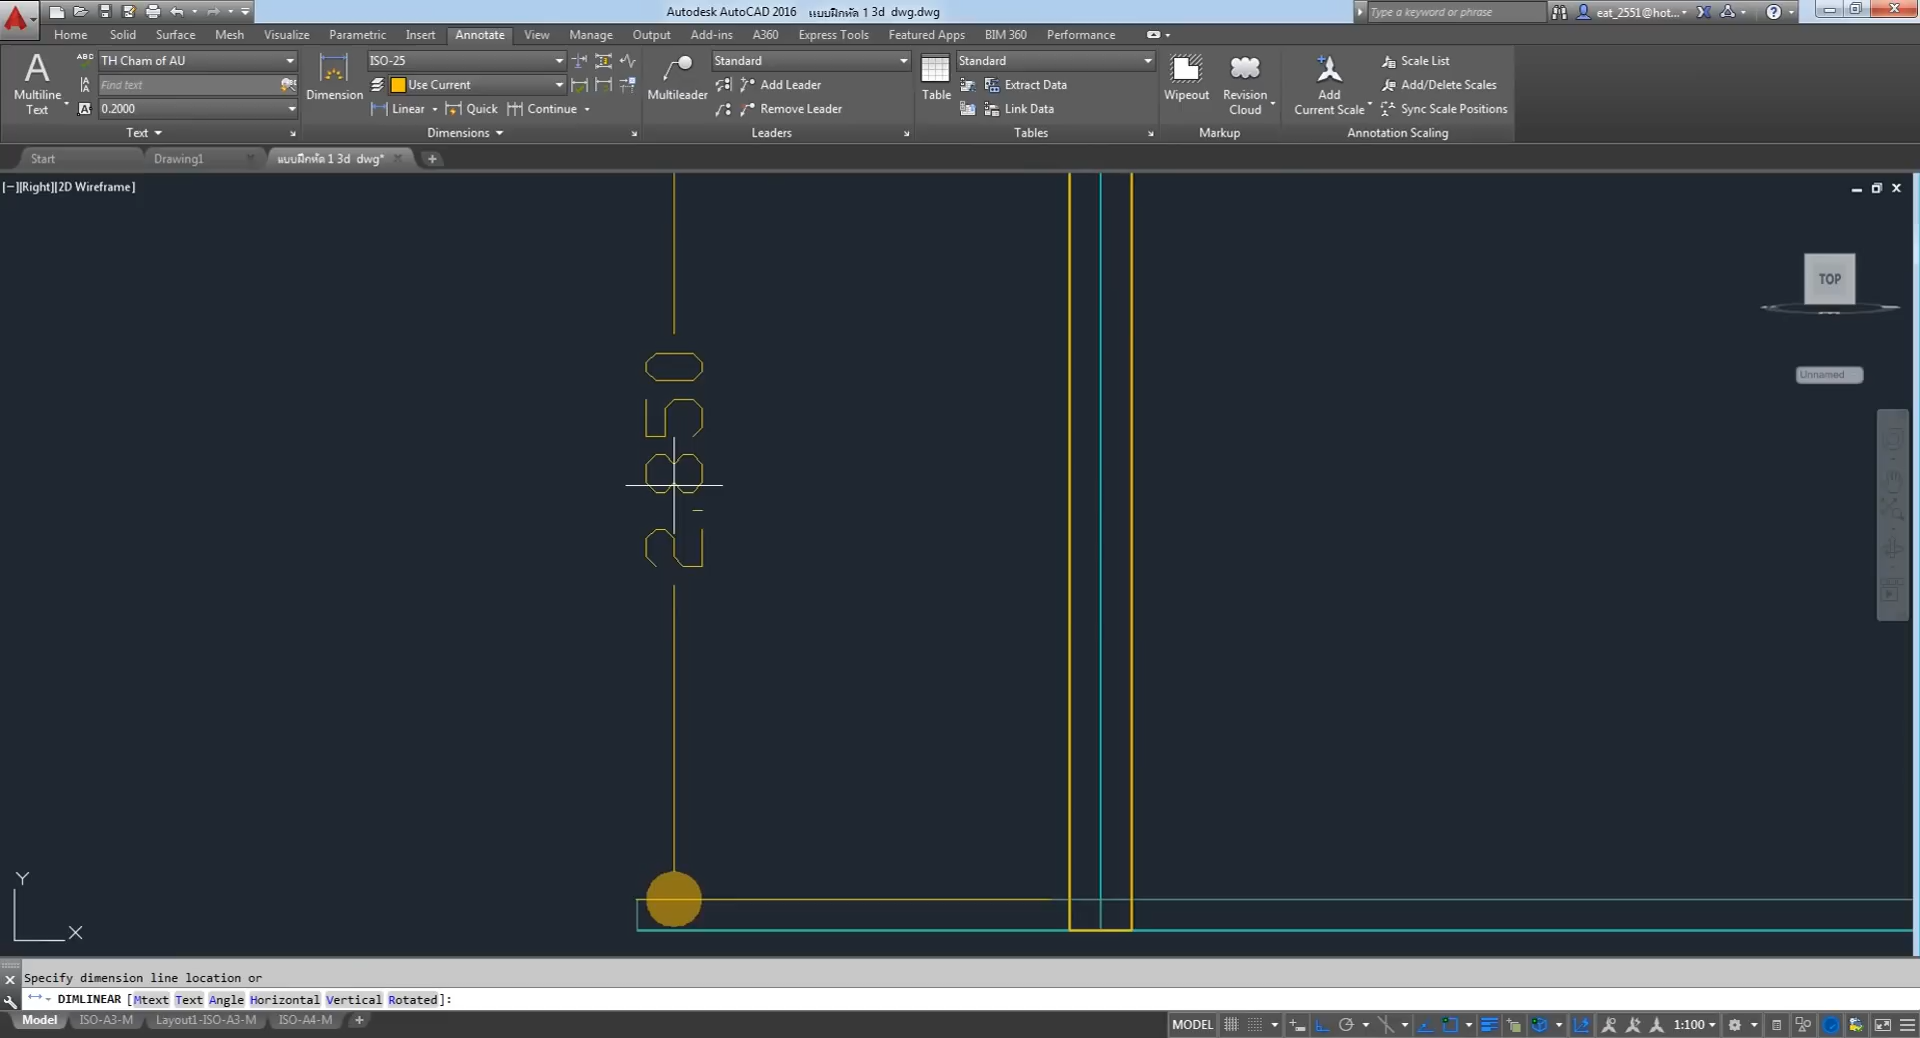 Autodesk AutoCAD 2016 แบบฝึกหัด 1 3d dwg.dwg
Type a keyword or phrase
eat_2551@hot...
Home Solid Surface Mesh Visualize Parametric Insert Annotate View Manage Output Add-ins A360 Express Tools Featured Apps BIM 360 Performance
A Multiline Text
ABC TH Cham of AU
Find text
0.2000
Text
Dimension
ISO-25
Use Current
Linear Quick Continue
Dimensions
Multileader
Standard
Add Leader
Remove Leader
Leaders
Table
Standard
Extract Data
Link Data
Tables
Wipeout
Revision Cloud
Markup
Add Current Scale
Scale List
Add/Delete Scales
Sync Scale Positions
Annotation Scaling
Start Drawing1 แบบฝึกหัด 1 3d dwg*
[−][Right][2D Wireframe]
TOP
Unnamed
2.850
Y
X
Specify dimension line location or
DIMLINEAR [Mtext Text Angle Horizontal Vertical Rotated]:
Model ISO-A3-M Layout1-ISO-A3-M ISO-A4-M
MODEL 1:100